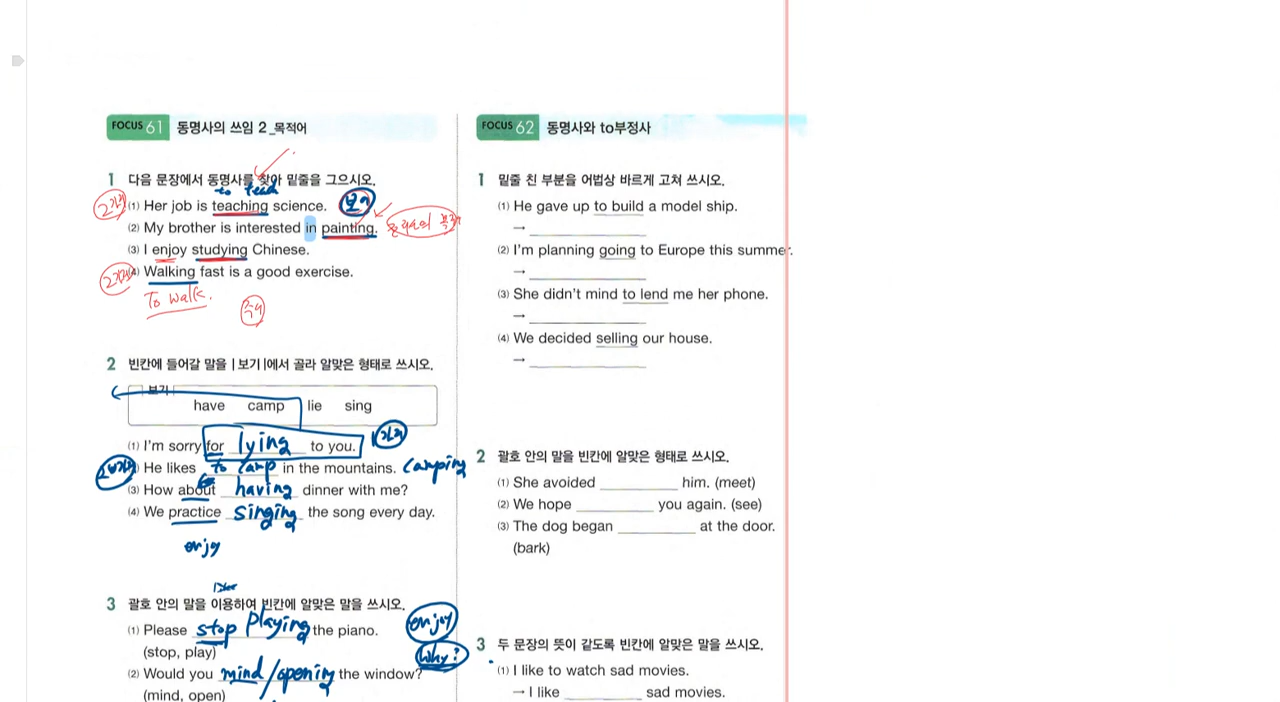 FOCUS 61 동명사의 쓰임 2_목적어
1 다음 문장에서 동명사를 찾아 밑줄을 그으시오.
to
(1) Her job is teaching science.
(2) My brother is interested in painting.
(3) I enjoy studying Chinese.
(4) Walking fast is a good exercise.
To walk.
2 빈칸에 들어갈 말을 |보기|에서 골라 알맞은 형태로 쓰시오.
보기
have camp lie sing
(1) I'm sorry for lying to you.
(2) He likes to camp in the mountains. camping
(3) How about having dinner with me?
(4) We practice singing the song every day.
enjoy
3 괄호 안의 말을 이용하여 빈칸에 알맞은 말을 쓰시오.
(1) Please stop playing the piano. enjoy
(stop, play) Why?
(2) Would you mind/opening the window?
(mind, open)
FOCUS 62 동명사와 to부정사
1 밑줄 친 부분을 어법상 바르게 고쳐 쓰시오.
(1) He gave up to build a model ship.
→
(2) I'm planning going to Europe this summer.
→
(3) She didn't mind to lend me her phone.
→
(4) We decided selling our house.
→
2 괄호 안의 말을 빈칸에 알맞은 형태로 쓰시오.
(1) She avoided __________ him. (meet)
(2) We hope __________ you again. (see)
(3) The dog began __________ at the door.
(bark)
3 두 문장의 뜻이 같도록 빈칸에 알맞은 말을 쓰시오.
(1) I like to watch sad movies.
→ I like __________ sad movies.